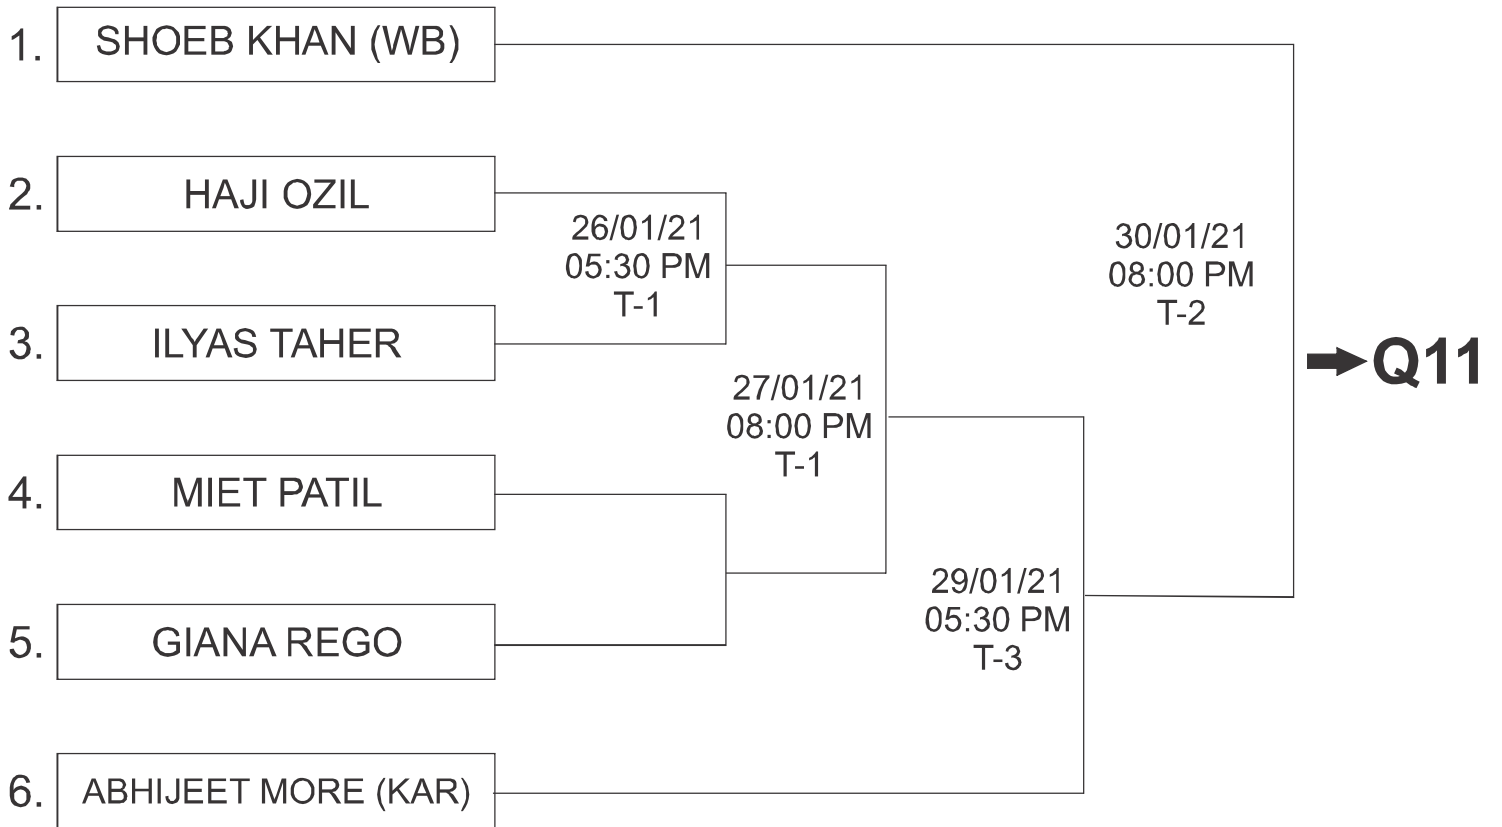 1. SHOEB KHAN (WB)
2. HAJI OZIL
26/01/21
05:30 PM
T-1
30/01/21
08:00 PM
T-2
3. ILYAS TAHER
Q11
27/01/21
08:00 PM
T-1
4. MIET PATIL
29/01/21
05:30 PM
T-3
5. GIANA REGO
6. ABHIJEET MORE (KAR)